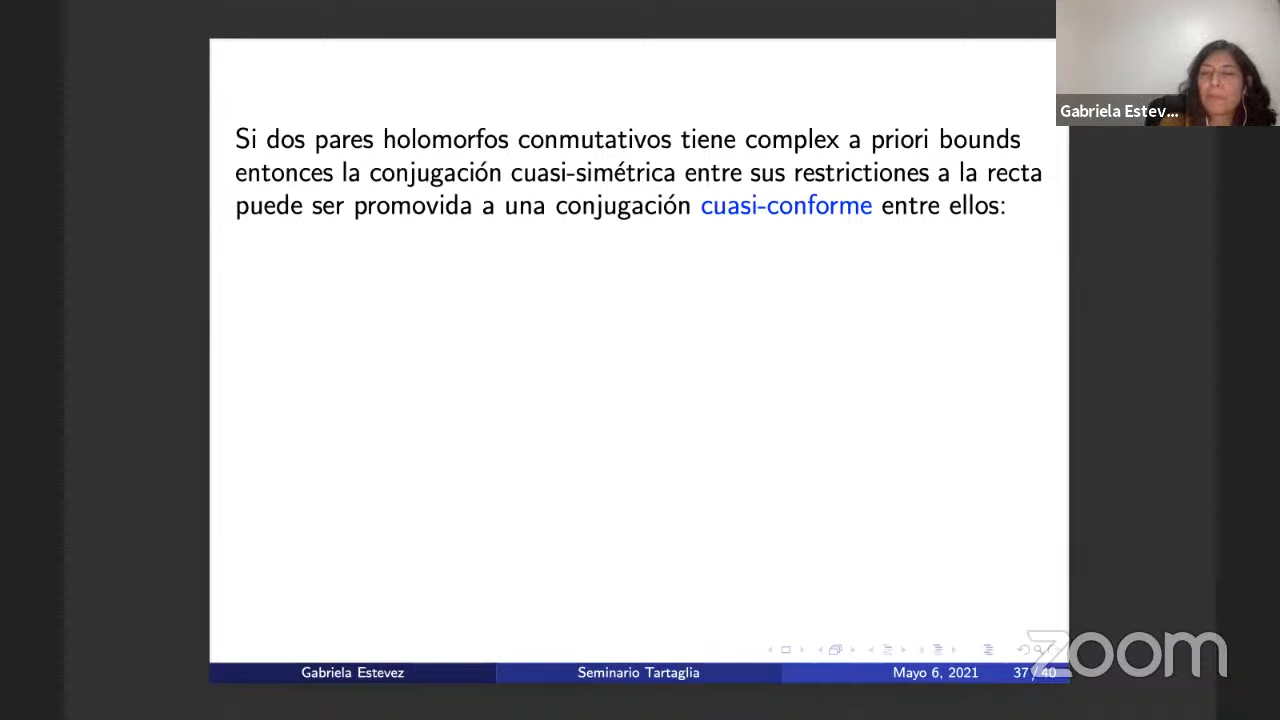 Si dos pares holomorfos conmutativos tiene complex a priori bounds
entonces la conjugación cuasi-simétrica entre sus restricciones a la recta
puede ser promovida a una conjugación cuasi-conforme entre ellos:
Gabriela Estev...
zoom
Gabriela Estevez
Seminario Tartaglia
Mayo 6, 2021
37 / 40